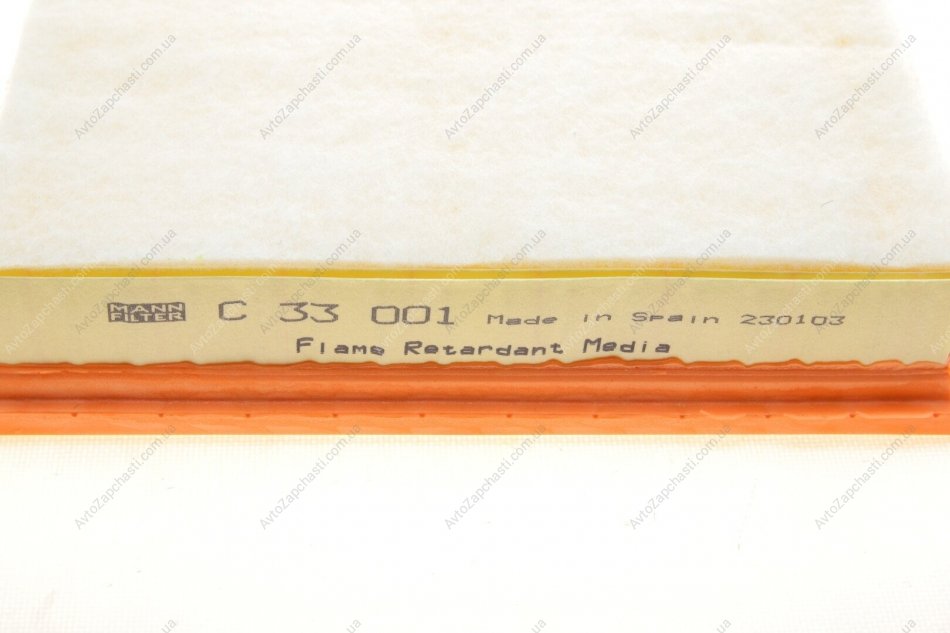 MANN FILTER C 33 001 Made in Spain 230103
Flame Retardant Media
AvtoZapchasti.com.ua